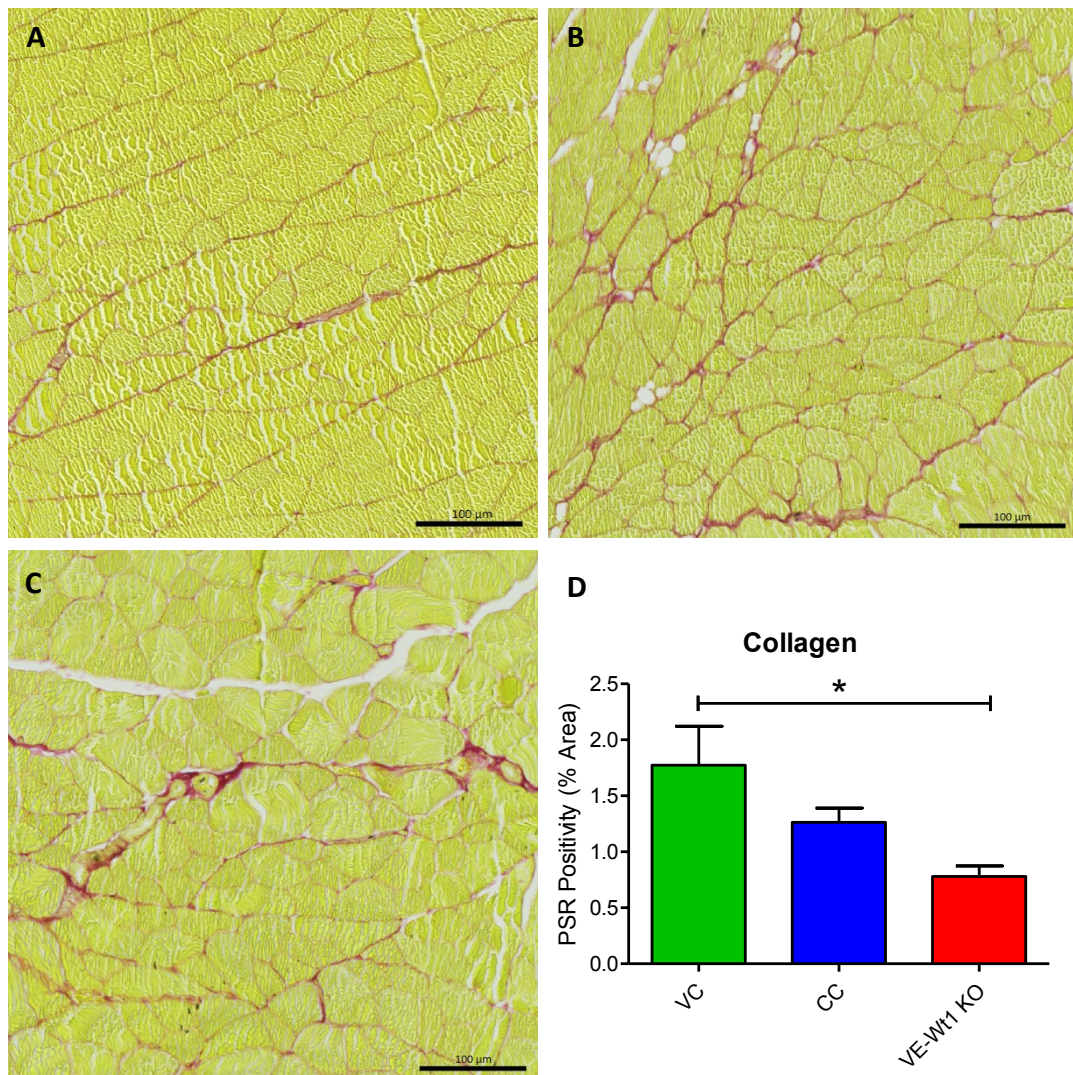 A
B
100 µm
100 µm
C
D
Collagen
*
PSR Positivity (% Area)
2.5
2.0
1.5
1.0
0.5
0.0
VC
CC
VE-Wt1 KO
100 µm